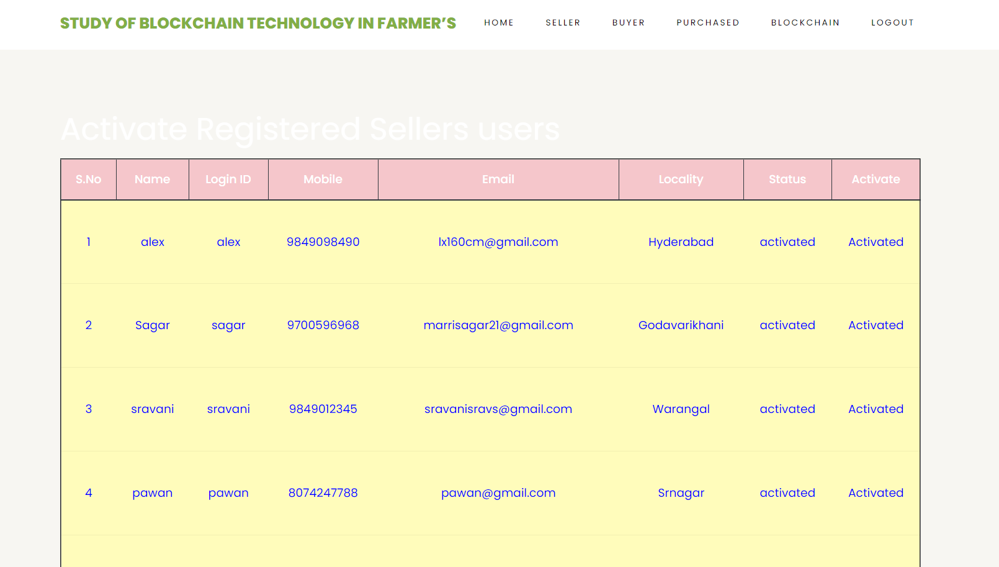 STUDY OF BLOCKCHAIN TECHNOLOGY IN FARMER’S HOME SELLER BUYER PURCHASED BLOCKCHAIN LOGOUT
Activate Registered Sellers users
S.No Name Login ID Mobile Email Locality Status Activate
1 alex alex 9849098490 lx160cm@gmail.com Hyderabad activated Activated
2 Sagar sagar 9700596968 marrisagar21@gmail.com Godavarikhani activated Activated
3 sravani sravani 9849012345 sravanisravs@gmail.com Warangal activated Activated
4 pawan pawan 8074247788 pawan@gmail.com Srnagar activated Activated